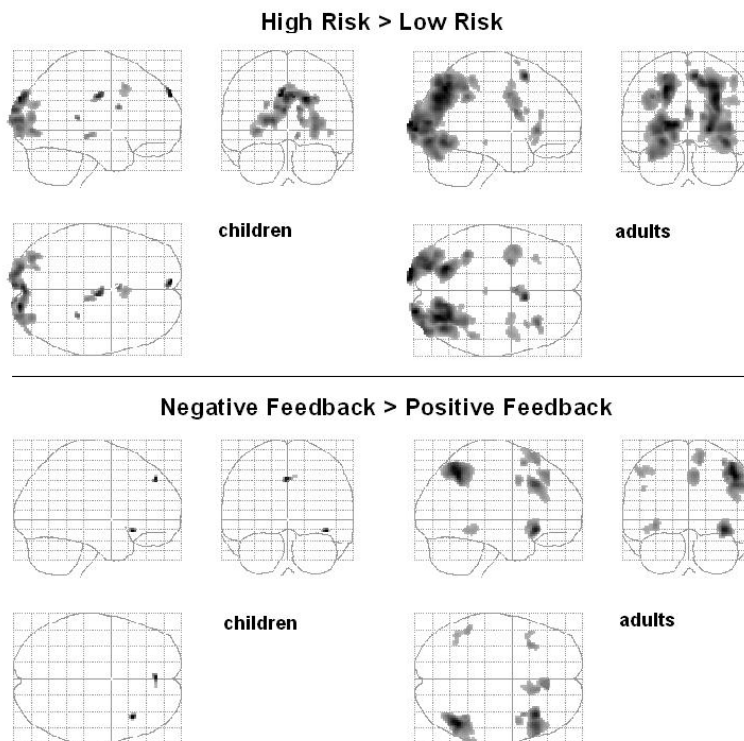 High Risk > Low Risk
children
adults
Negative Feedback > Positive Feedback
children
adults